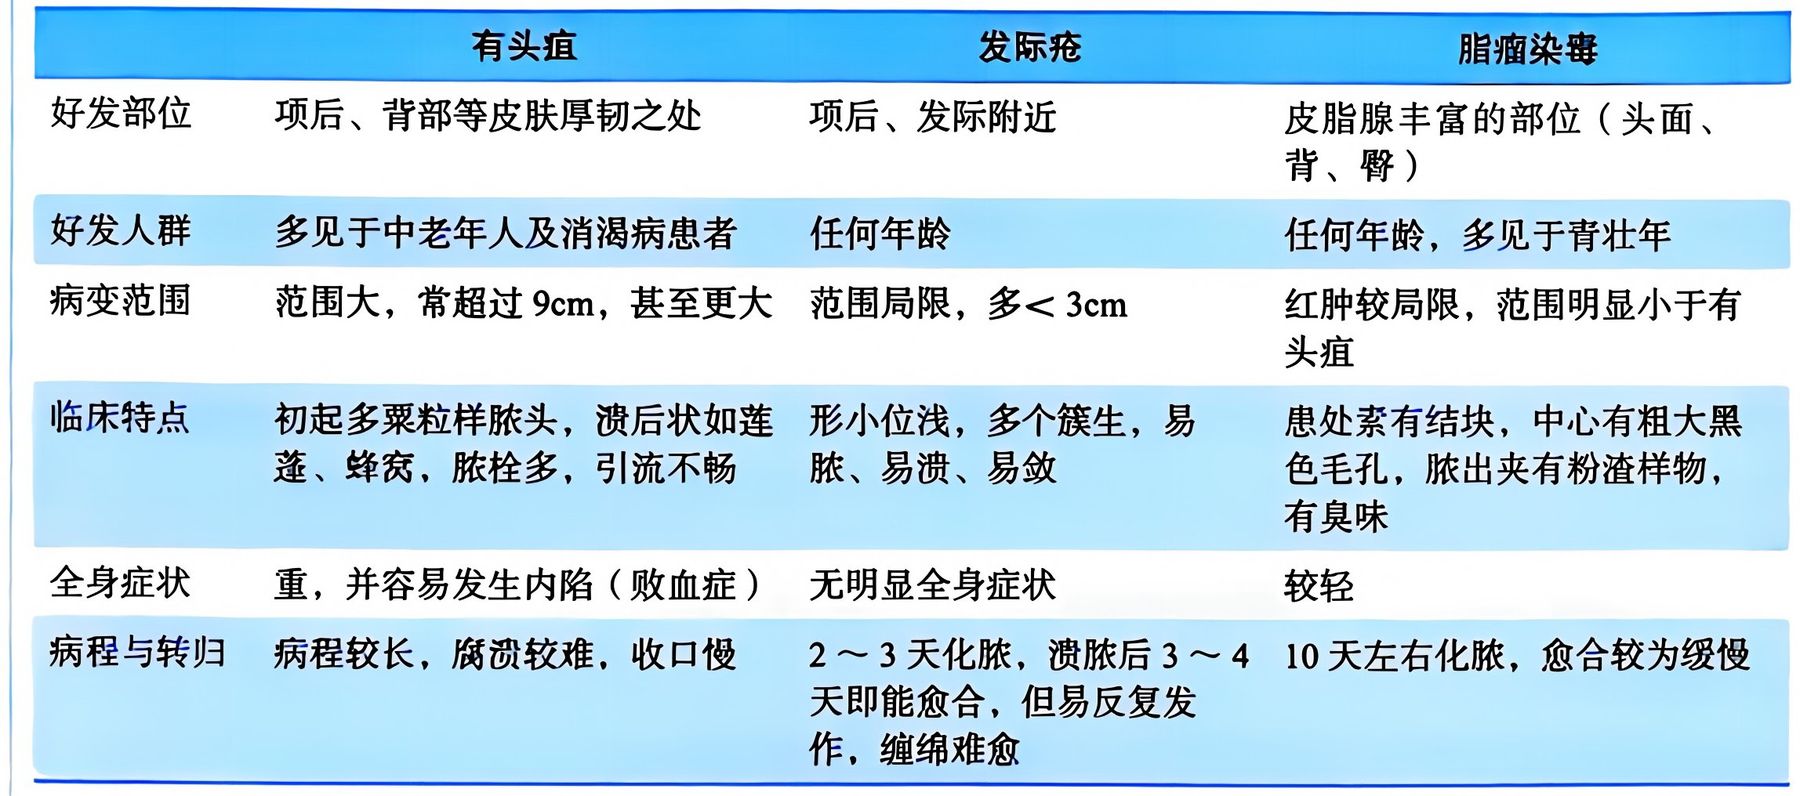 有头疽 发际疮 脂瘤染毒
好发部位 项后、背部等皮肤厚韧之处 项后、发际附近 皮脂腺丰富的部位（头面、
背、臀）
好发人群 多见于中老年人及消渴病患者 任何年龄 任何年龄，多见于青壮年
病变范围 范围大，常超过 9cm，甚至更大 范围局限，多< 3cm 红肿较局限，范围明显小于有
头疽
临床特点 初起多粟粒样脓头，溃后状如莲 形小位浅，多个簇生，易 患处素有结块，中心有粗大黑
蓬、蜂窝，脓栓多，引流不畅 脓、易溃、易敛 色毛孔，脓出夹有粉渣样物，
有臭味
全身症状 重，并容易发生内陷（败血症） 无明显全身症状 较轻
病程与转归 病程较长，腐溃较难，收口慢 2～3 天化脓，溃脓后 3～4 10 天左右化脓，愈合较为缓慢
天即能愈合，但易反复发
作，缠绵难愈